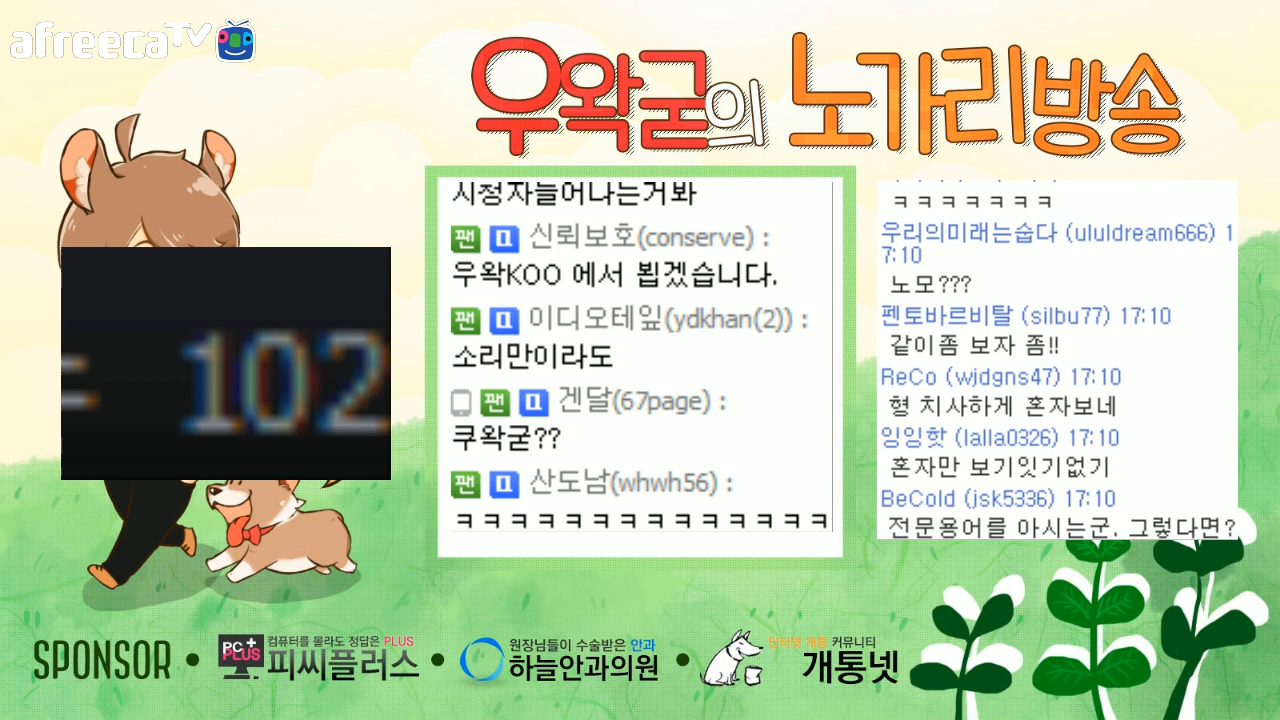 afreecaTV
우왁굳의 노가리방송
시청자늘어나는거봐
팬 신뢰보호(conserve) :
우왁KOO 에서 뵙겠습니다.
팬 이디오테잎(ydkhan(2)) :
소리만이라도
팬 겐달(67page) :
쿠왁굳??
팬 산도남(whwh56) :
ㅋㅋㅋㅋㅋㅋㅋㅋㅋㅋㅋㅋㅋㅋ
ㅋㅋㅋㅋㅋㅋㅋ
우리의미래는숩다 (ululdream666) 1
7:10
노모???
펜토바르비탈 (silbu77) 17:10
같이좀 보자 좀!!
ReCo (wjdgns47) 17:10
형 치사하게 혼자보네
잉잉핫 (lalla0326) 17:10
혼자만 보기잇기없기
BeCold (jsk5336) 17:10
전문용어를 아시는군, 그렇다면?
= 102
SPONSOR • PC+ PLUS 컴퓨터를 몰라도 정답은 PLUS 피씨플러스 • 원장님들이 수술받은 안과 하늘안과의원 • 인터넷 개통 커뮤니티 개통넷